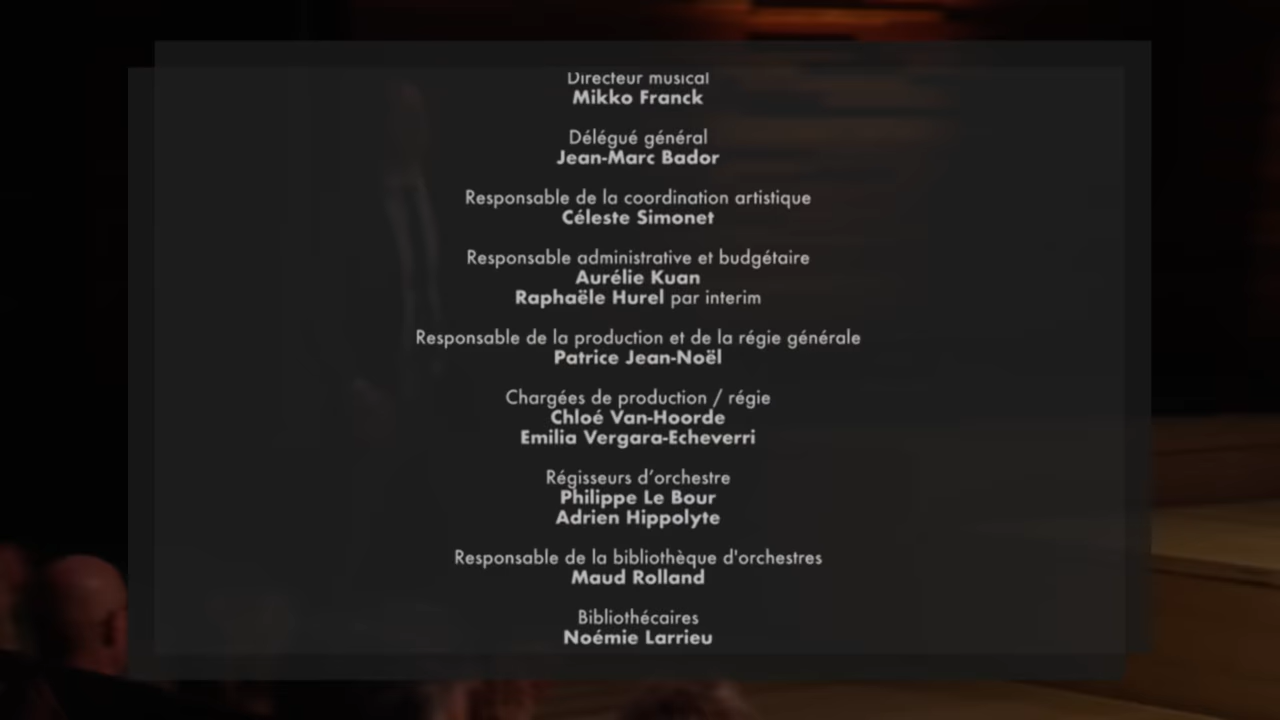 Directeur musical
Mikko Franck
Délégué général
Jean-Marc Bador
Responsable de la coordination artistique
Céleste Simonet
Responsable administrative et budgétaire
Aurélie Kuan
Raphaële Hurel par interim
Responsable de la production et de la régie générale
Patrice Jean-Noël
Chargées de production / régie
Chloé Van-Hoorde
Emilia Vergara-Echeverri
Régisseurs d’orchestre
Philippe Le Bour
Adrien Hippolyte
Responsable de la bibliothèque d'orchestres
Maud Rolland
Bibliothécaires
Noémie Larrieu